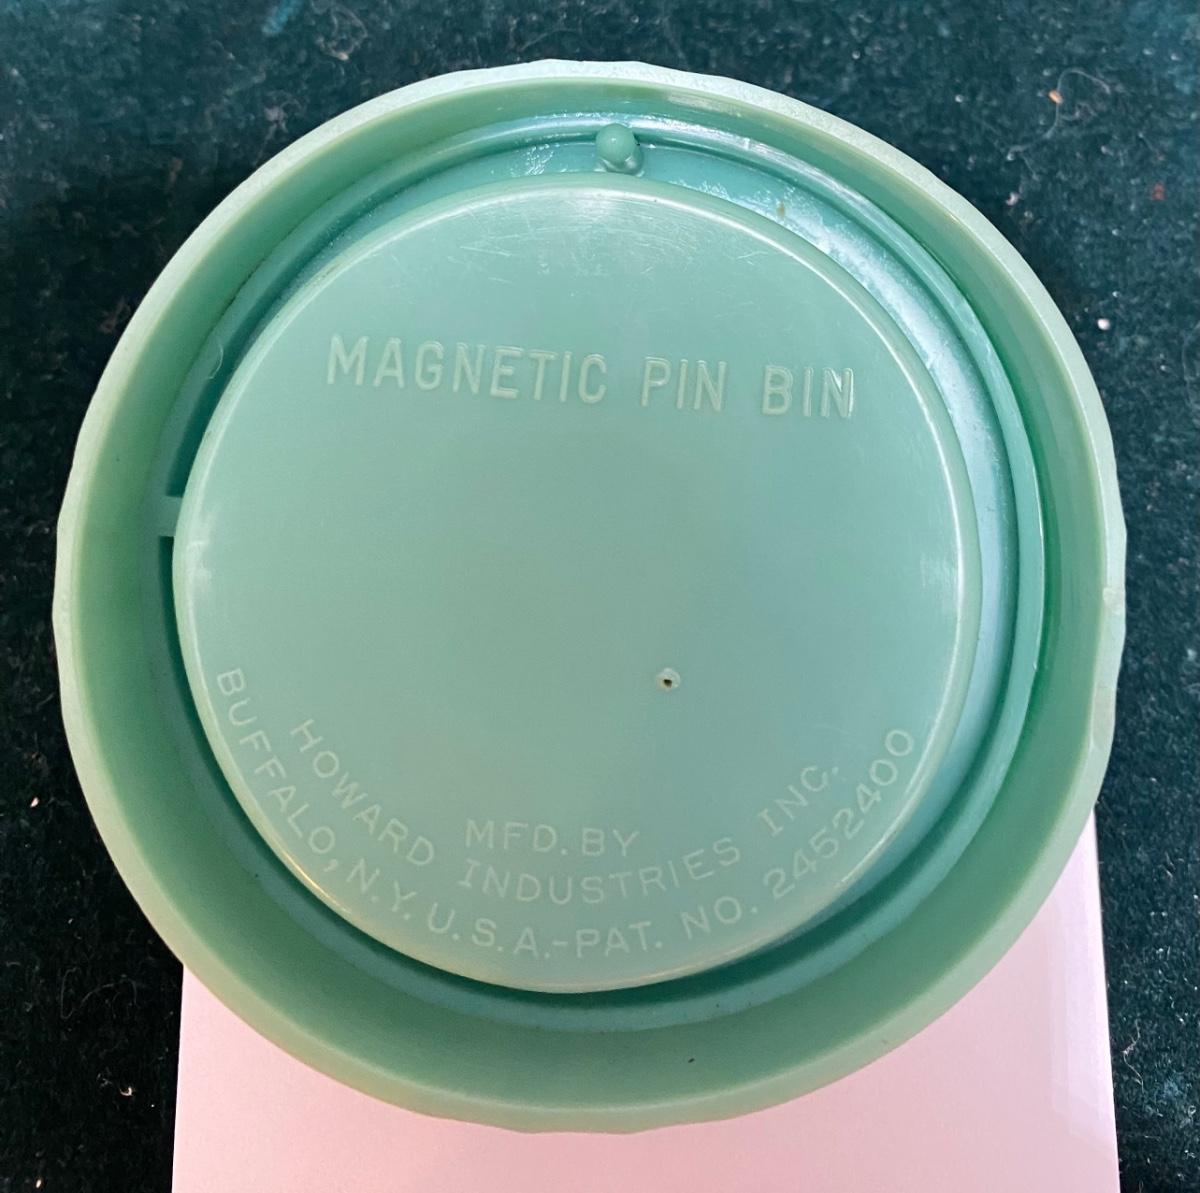 MAGNETIC PIN BIN
MFD. BY
HOWARD INDUSTRIES INC.
BUFFALO, N.Y. U.S.A.-PAT. NO. 2452400